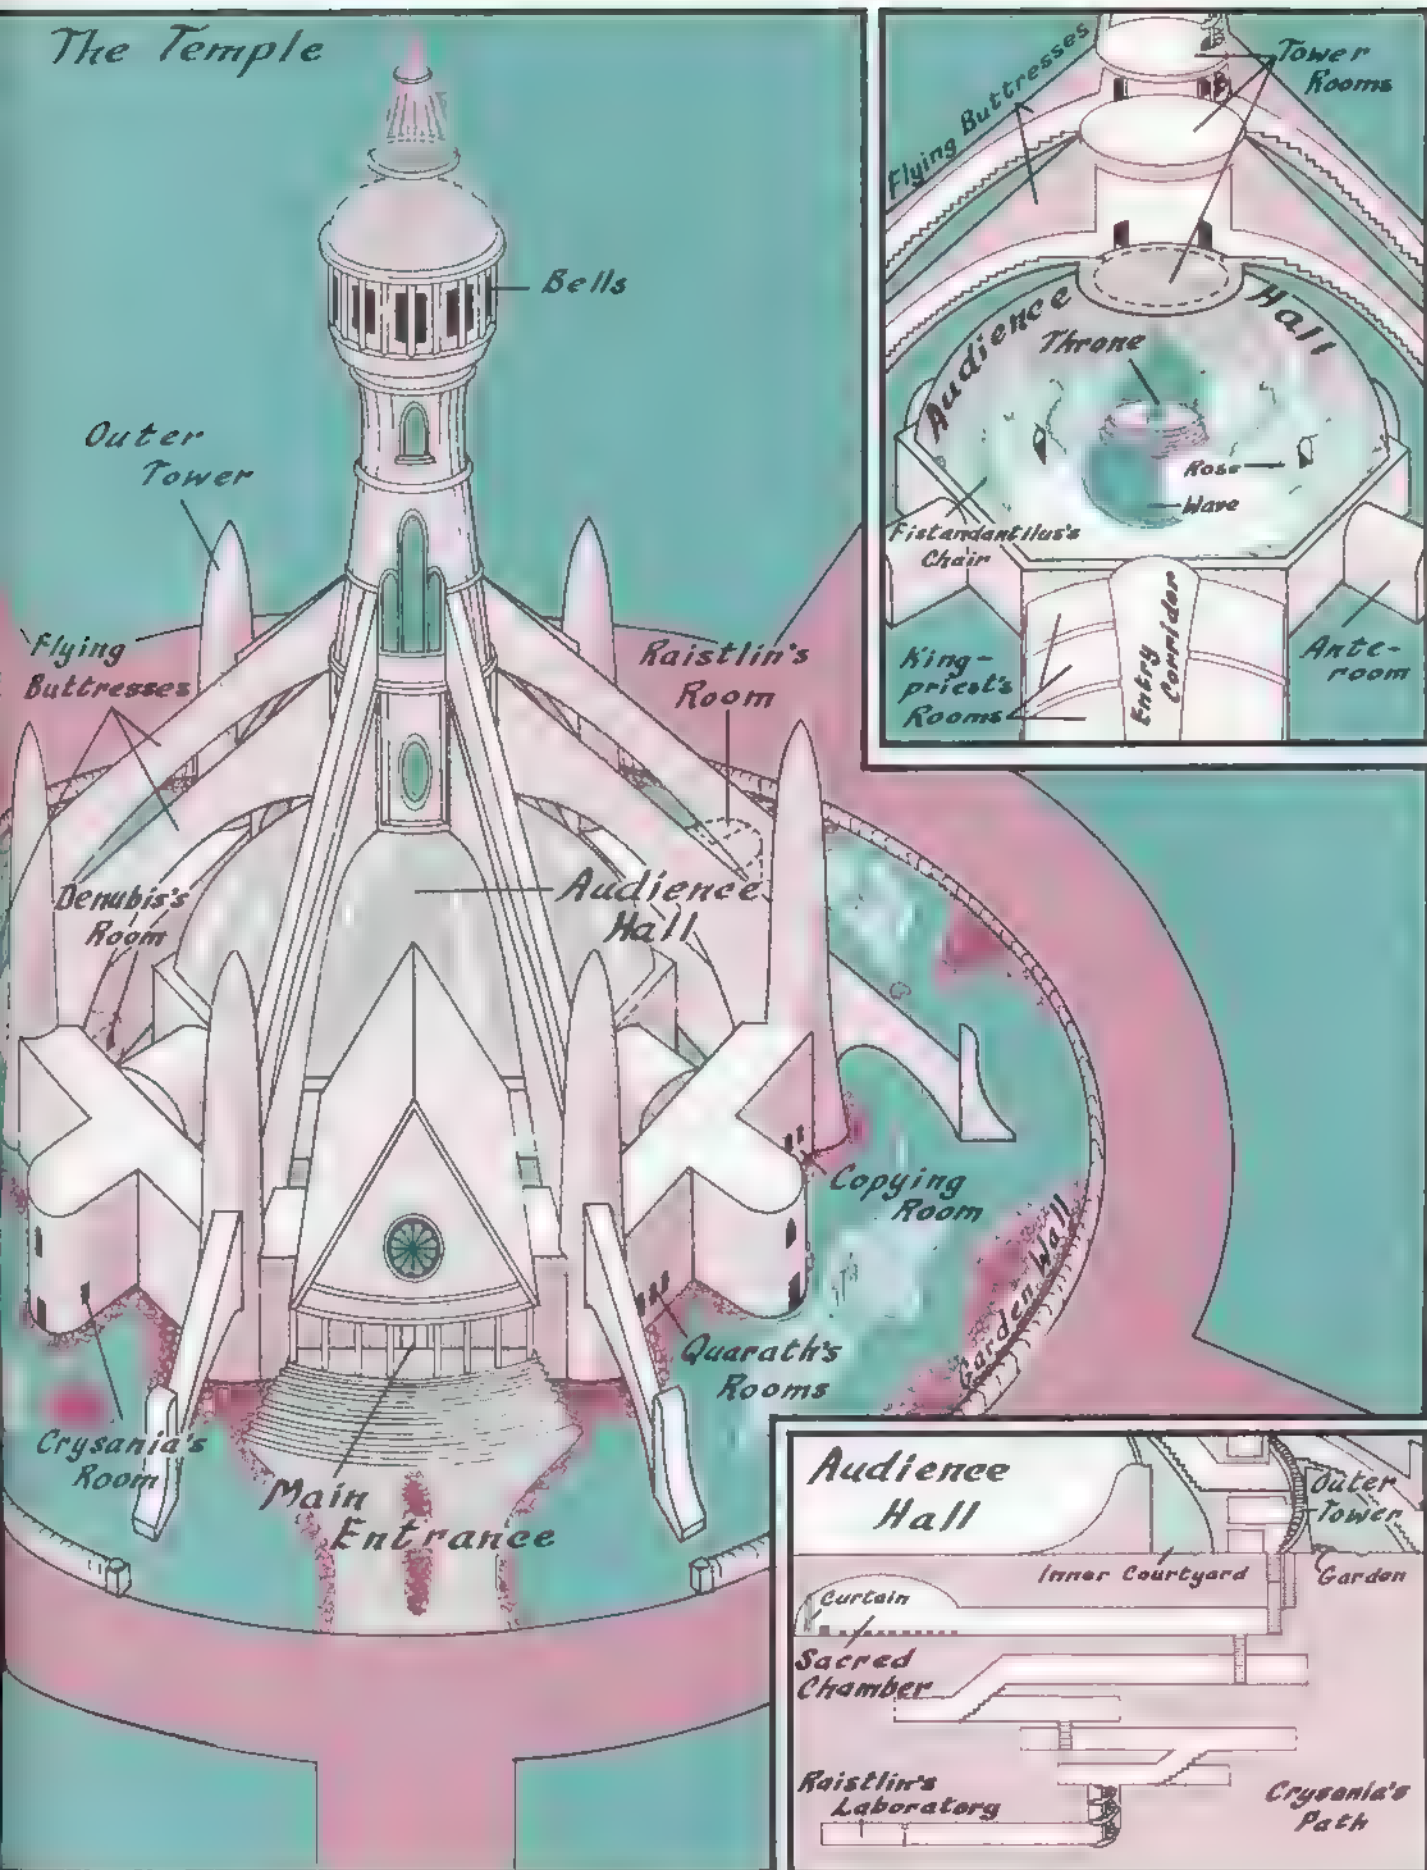 The Temple
Bells
Outer
Tower
Flying
Buttresses
Raistlin's
Room
Denubis's
Room
Audience
Hall
Copying
Room
Garden Wall
Quarath's
Rooms
Crysania's
Room
Main
Entrance
Flying Buttresses
Tower
Rooms
Audience Hall
Throne
Rose
Wave
Fistandantilus's
Chair
King-
priest's
Rooms
Entry
Corridor
Ante-
room
Audience
Hall
Outer
Tower
Inner Courtyard
Garden
Curtain
Sacred
Chamber
Raistlin's
Laboratory
Crysania's
Path